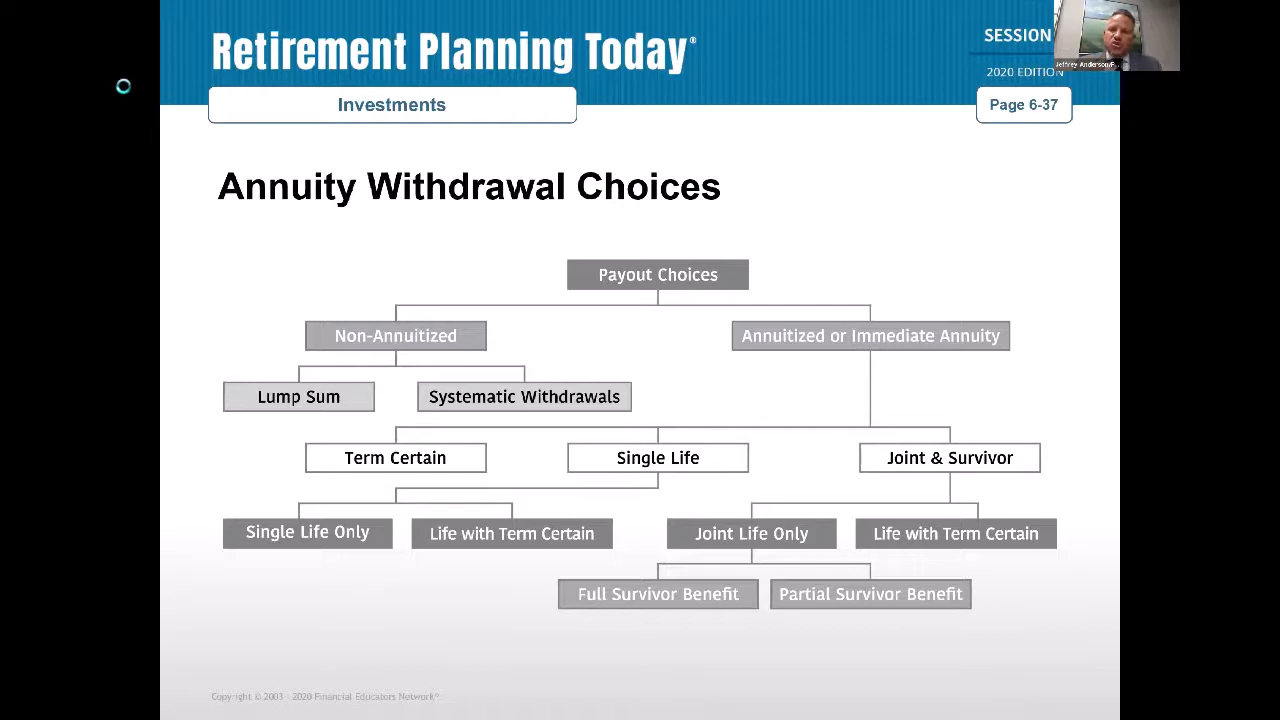 Retirement Planning Today®
SESSION
2020 EDITION
Jeffrey Anderson/F...
Investments
Page 6-37
Annuity Withdrawal Choices
Payout Choices
Non-Annuitized
Annuitized or Immediate Annuity
Lump Sum
Systematic Withdrawals
Term Certain
Single Life
Joint & Survivor
Single Life Only
Life with Term Certain
Joint Life Only
Life with Term Certain
Full Survivor Benefit
Partial Survivor Benefit
Copyright © 2003 - 2020 Financial Educators Network®